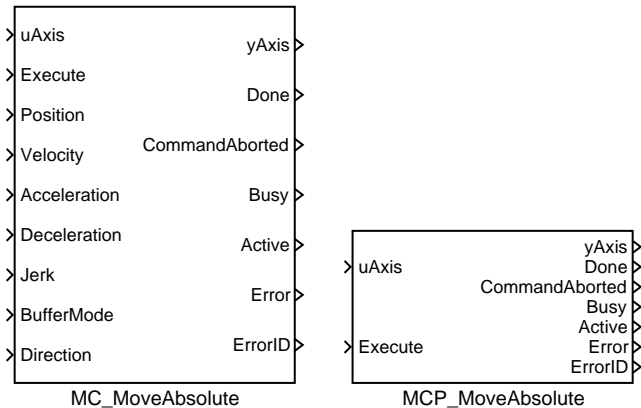 uAxis
Execute
Position
Velocity
Acceleration
Deceleration
Jerk
BufferMode
Direction
yAxis
Done
CommandAborted
Busy
Active
Error
ErrorID
MC_MoveAbsolute
uAxis
Execute
yAxis
Done
CommandAborted
Busy
Active
Error
ErrorID
MCP_MoveAbsolute